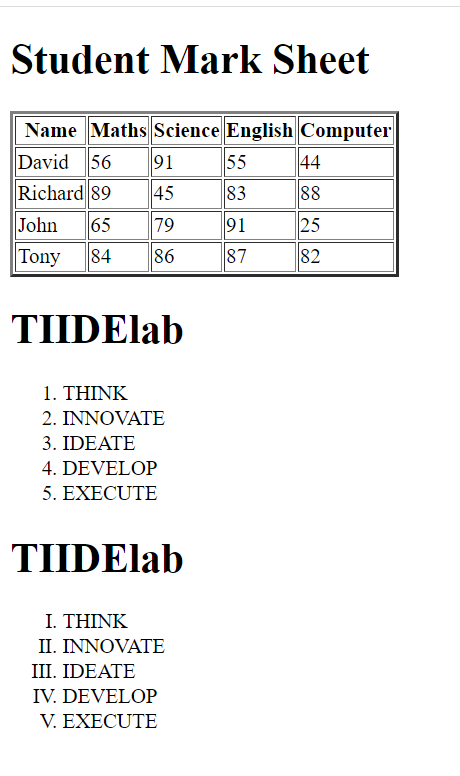 Student Mark Sheet
Name Maths Science English Computer
David 56 91 55 44
Richard 89 45 83 88
John 65 79 91 25
Tony 84 86 87 82
TIIDElab
1. THINK
2. INNOVATE
3. IDEATE
4. DEVELOP
5. EXECUTE
TIIDElab
I. THINK
II. INNOVATE
III. IDEATE
IV. DEVELOP
V. EXECUTE